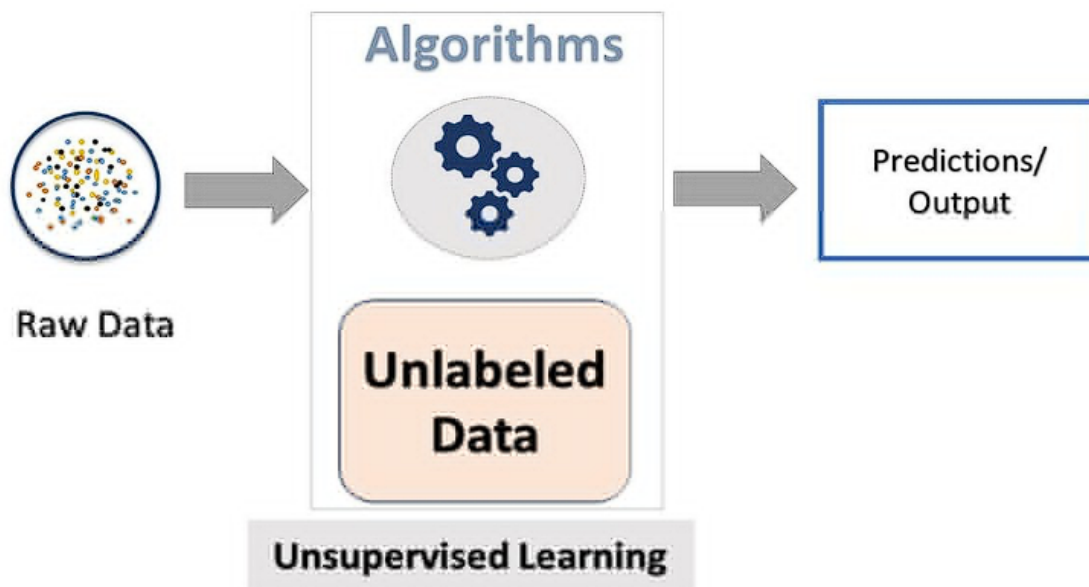 Algorithms
Raw Data
Unlabeled
Data
Predictions/
Output
Unsupervised Learning